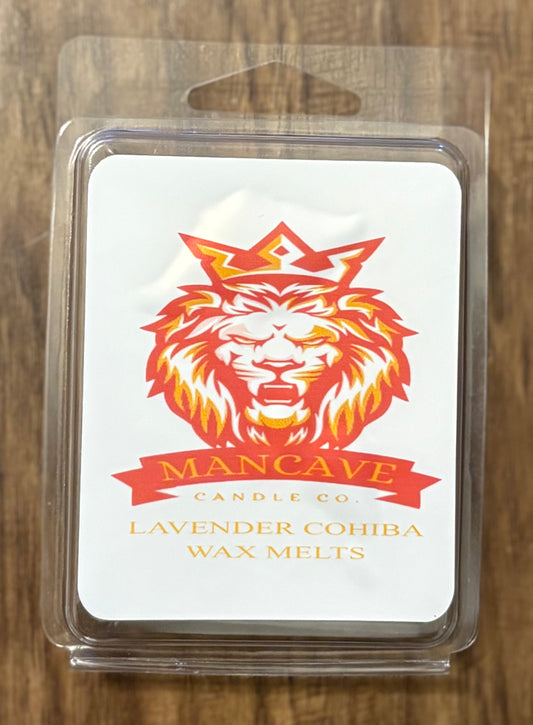 MANCAVE
CANDLE CO.
LAVENDER COHIBA
WAX MELTS